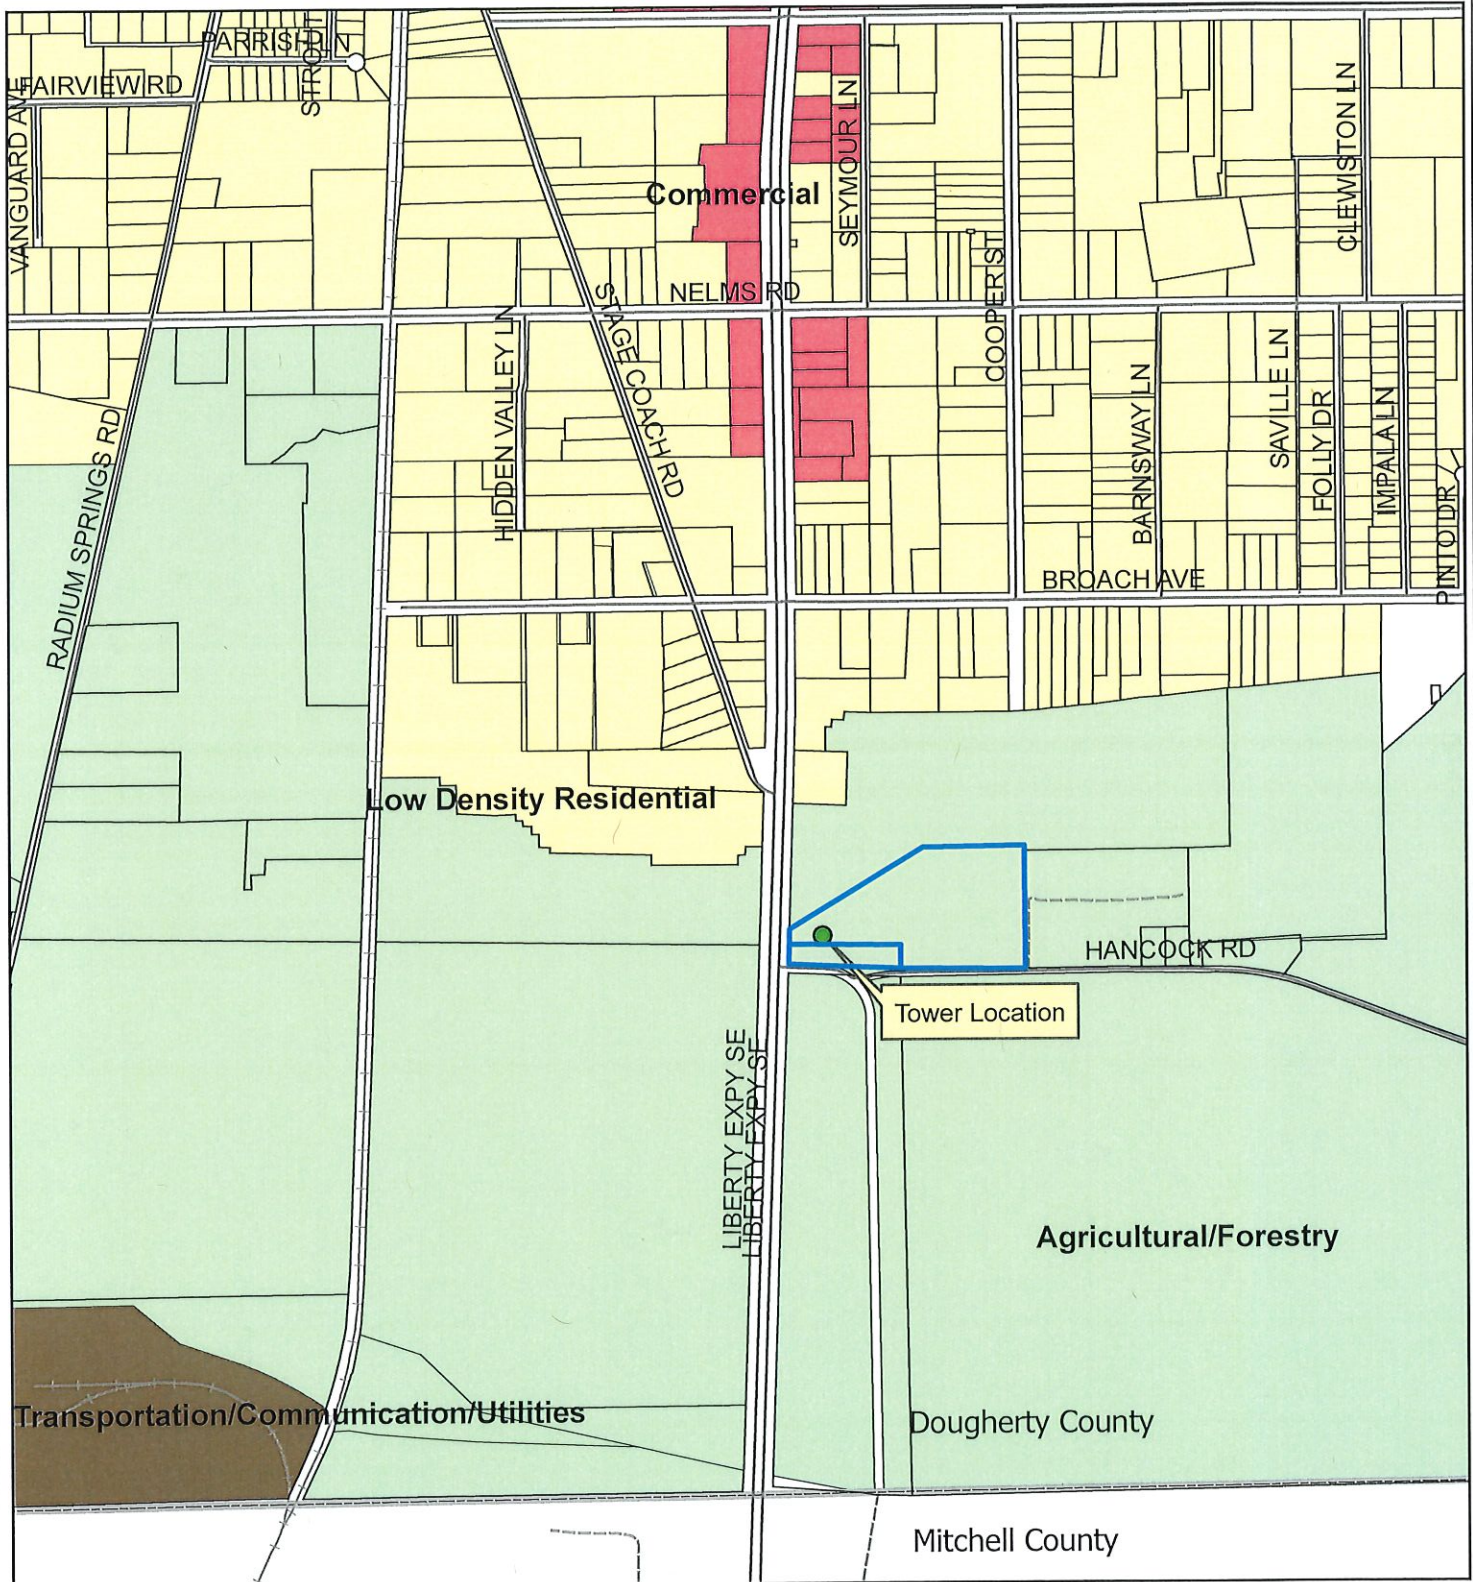 PARRISH LN
FAIRVIEW RD
VANGUARD AVE
SEYMOUR LN
CLEWISTON LN
Commercial
NELMS RD
STAGE COACH RD
COOPER ST
HIDDEN VALLEY LN
RADIUM SPRINGS RD
BARNSWAY LN
SAVILLE LN
FOLLY DR
IMPALA LN
PINTO DR
BROACH AVE
Low Density Residential
HANCOCK RD
Tower Location
LIBERTY EXPY SE
LIBERTY EXPY SE
Agricultural/Forestry
Transportation/Communication/Utilities
Dougherty County
Mitchell County